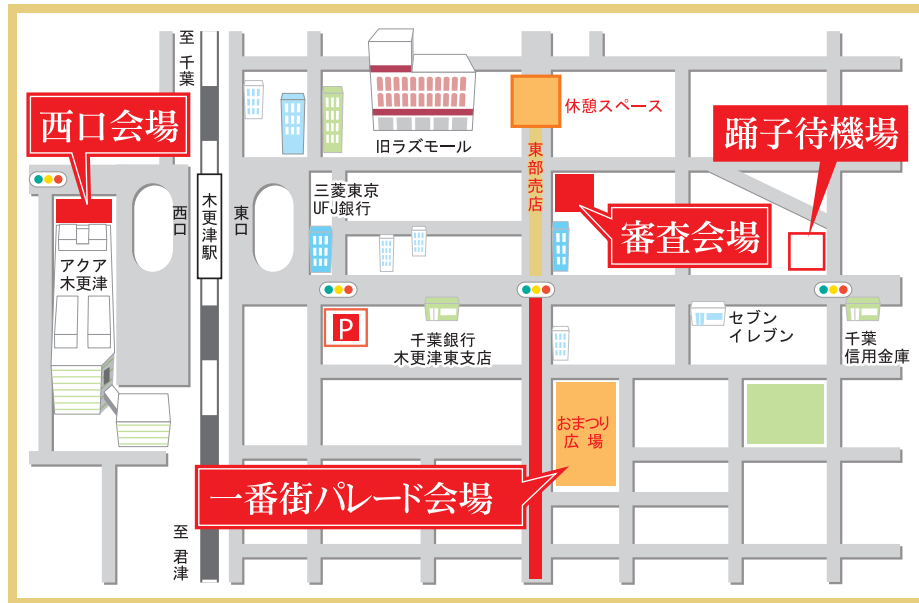 至
千
葉
西口会場
旧ラズモール
休憩スペース
東部売店
踊子待機場
三菱東京
UFJ銀行
審査会場
西口
木更津駅
東口
アクア
木更津
P
千葉銀行
木更津東支店
セブン
イレブン
千葉
信用金庫
おまつり
広場
一番街パレード会場
至
君
津